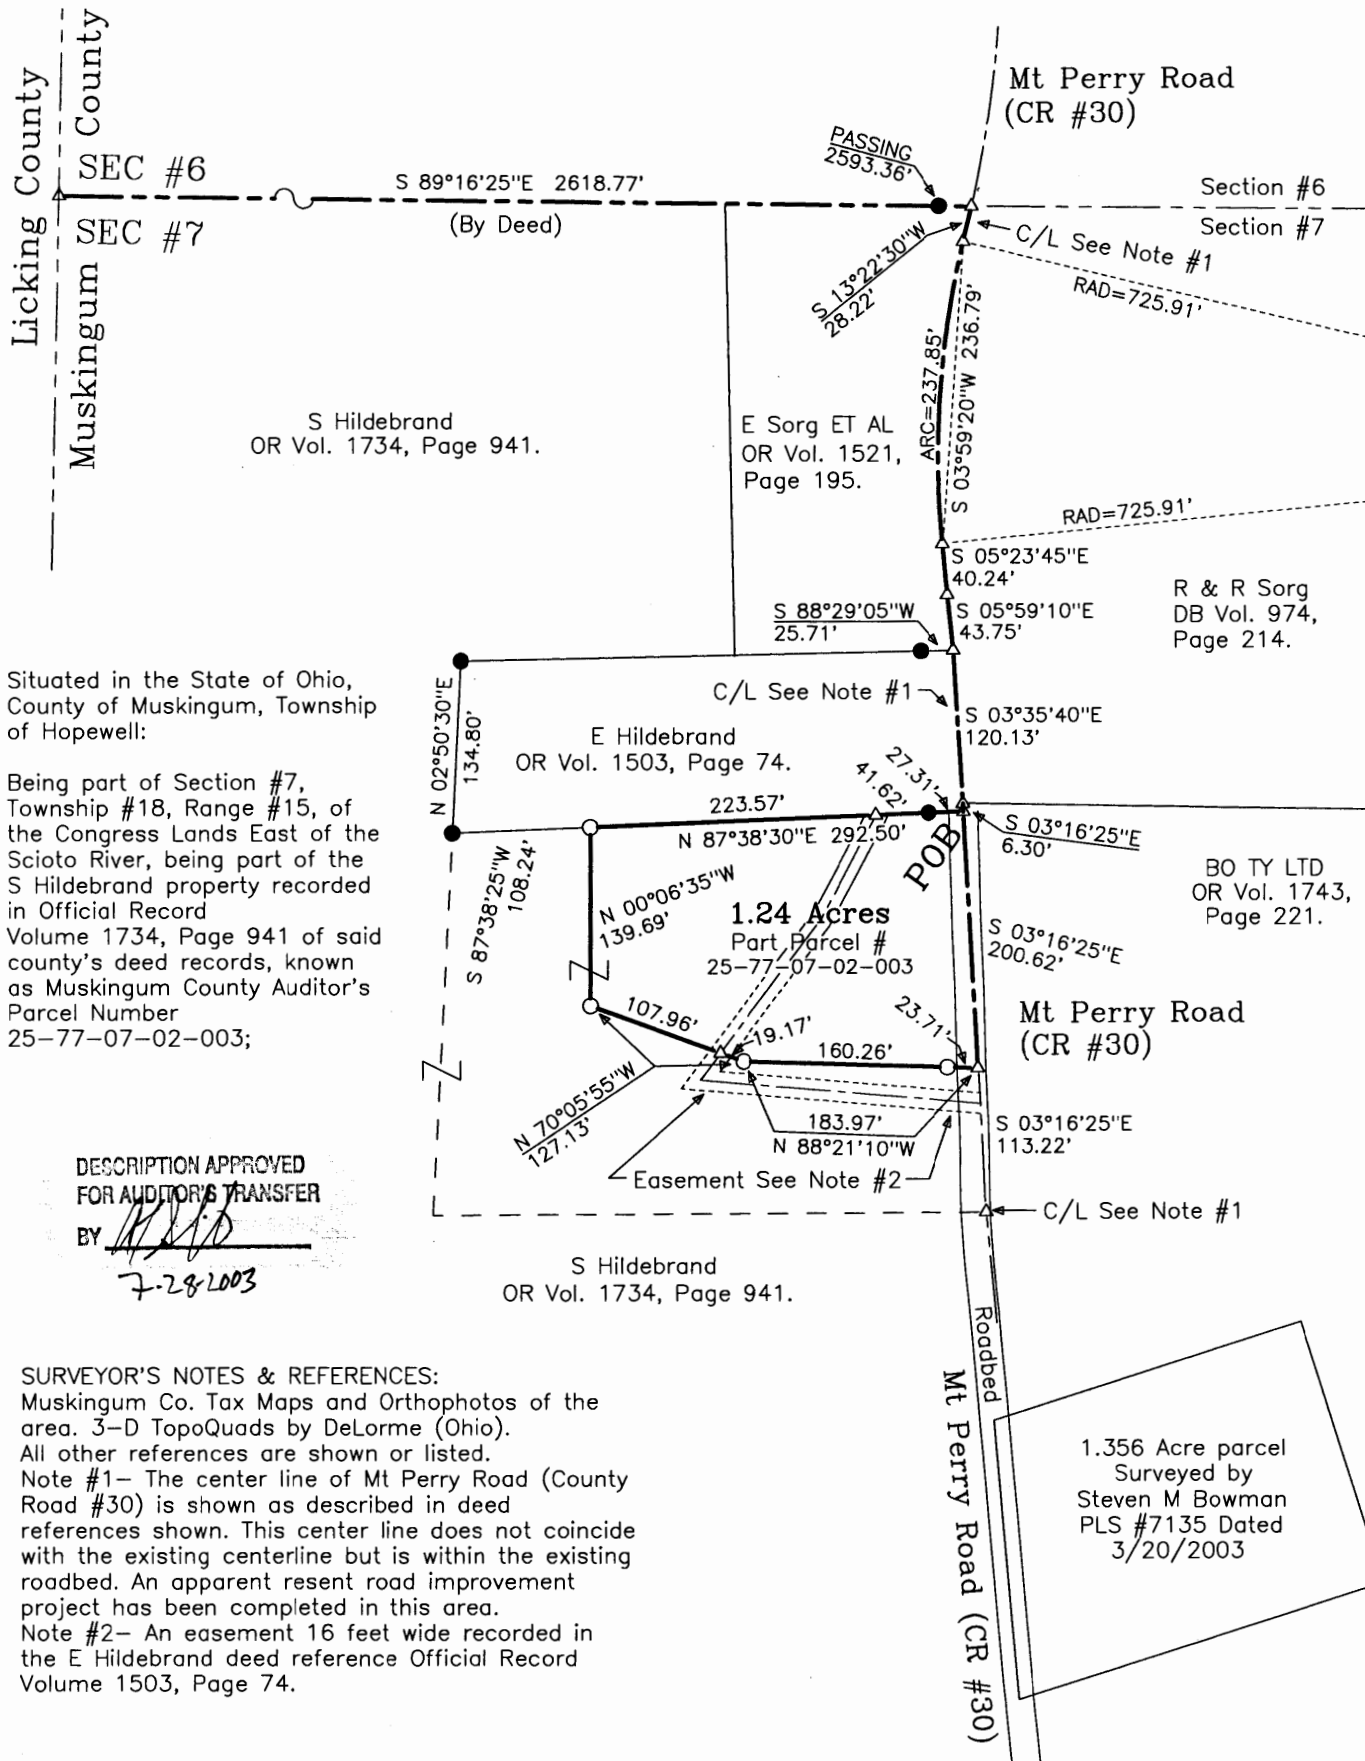 Licking County
Muskingum County
SEC #6
SEC #7
S 89°16'25"E 2618.77'
(By Deed)
PASSING
2593.36'
Mt Perry Road
(CR #30)
Section #6
Section #7
C/L See Note #1
S 13°22'30"W
28.22'
RAD=725.91'
ARC=237.85'
S 03°59'20"W 236.79'
S Hildebrand
OR Vol. 1734, Page 941.
E Sorg ET AL
OR Vol. 1521,
Page 195.
RAD=725.91'
S 05°23'45"E
40.24'
S 88°29'05"W
25.71'
S 05°59'10"E
43.75'
R & R Sorg
DB Vol. 974,
Page 214.
Situated in the State of Ohio,
County of Muskingum, Township
of Hopewell:
Being part of Section #7,
Township #18, Range #15, of
the Congress Lands East of the
Scioto River, being part of the
S Hildebrand property recorded
in Official Record
Volume 1734, Page 941 of said
county's deed records, known
as Muskingum County Auditor's
Parcel Number
25-77-07-02-003;
N 02°50'30"E
134.80'
C/L See Note #1
S 03°35'40"E
120.13'
E Hildebrand
OR Vol. 1503, Page 74.
27.31'
41.62'
223.57'
N 87°38'30"E 292.50'
POB
S 03°16'25"E
6.30'
BO TY LTD
OR Vol. 1743,
Page 221.
S 87°38'25"W
108.24'
N 00°06'35"W
139.69'
1.24 Acres
Part Parcel #
25-77-07-02-003
S 03°16'25"E
200.62'
Mt Perry Road
(CR #30)
107.96'
19.17'
160.26'
23.71'
N 70°05'55"W
127.13'
183.97'
N 88°21'10"W
S 03°16'25"E
113.22'
Easement See Note #2
C/L See Note #1
DESCRIPTION APPROVED
FOR AUDITOR'S TRANSFER
BY
7-28-2003
S Hildebrand
OR Vol. 1734, Page 941.
Roadbed
Mt Perry Road (CR #30)
1.356 Acre parcel
Surveyed by
Steven M Bowman
PLS #7135 Dated
3/20/2003
SURVEYOR'S NOTES & REFERENCES:
Muskingum Co. Tax Maps and Orthophotos of the
area. 3-D TopoQuads by DeLorme (Ohio).
All other references are shown or listed.
Note #1- The center line of Mt Perry Road (County
Road #30) is shown as described in deed
references shown. This center line does not coincide
with the existing centerline but is within the existing
roadbed. An apparent resent road improvement
project has been completed in this area.
Note #2- An easement 16 feet wide recorded in
the E Hildebrand deed reference Official Record
Volume 1503, Page 74.